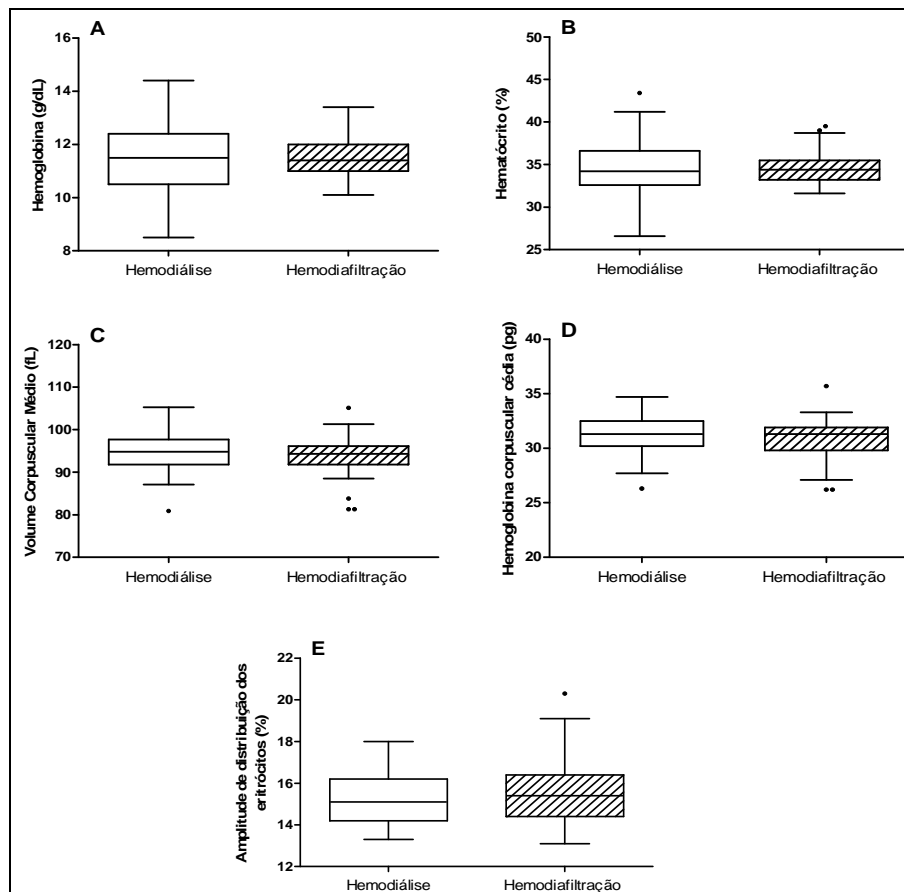 A
Hemoglobina (g/dL)
16
14
12
10
8
Hemodiálise
Hemodiafiltração
B
Hematócrito (%)
50
45
40
35
30
25
Hemodiálise
Hemodiafiltração
C
Volume Corpuscular Médio (fL)
120
110
100
90
80
70
Hemodiálise
Hemodiafiltração
D
Hemoglobina corpuscular cédia (pg)
40
35
30
25
20
Hemodiálise
Hemodiafiltração
E
Amplitude de distribuição dos
eritrócitos (%)
22
20
18
16
14
12
Hemodiálise
Hemodiafiltração